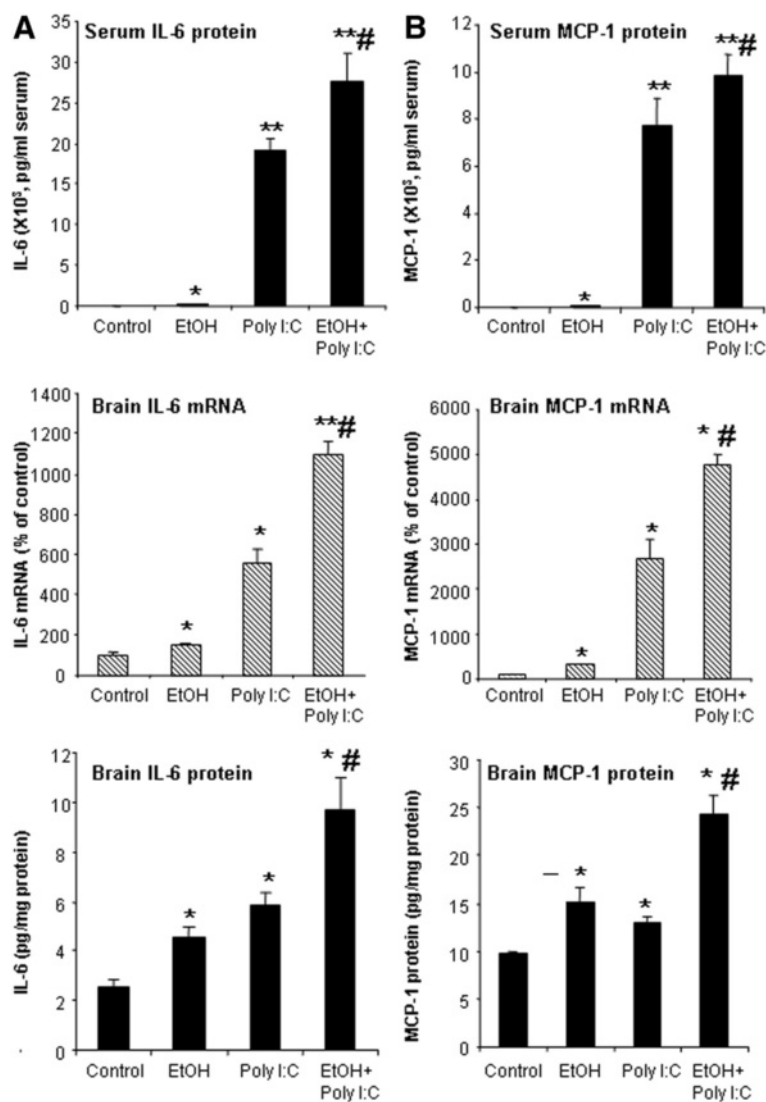 A
Serum IL-6 protein
**#
**
*
IL-6 (X10³, pg/ml serum)
35
30
25
20
15
10
5
0
Control EtOH Poly I:C EtOH+
Poly I:C
B
Serum MCP-1 protein
**#
**
*
MCP-1 (X10³, pg/ml serum)
12
10
8
6
4
2
0
Control EtOH Poly I:C EtOH+
Poly I:C
Brain IL-6 mRNA
**#
*
*
IL-6 mRNA (% of control)
1400
1200
1000
800
600
400
200
0
Control EtOH Poly I:C EtOH+
Poly I:C
Brain MCP-1 mRNA
* #
*
*
MCP-1 mRNA (% of control)
6000
5000
4000
3000
2000
1000
0
Control EtOH Poly I:C EtOH+
Poly I:C
Brain IL-6 protein
* #
*
*
IL-6 (pg/mg protein)
12
10
8
6
4
2
0
Control EtOH Poly I:C EtOH+
Poly I:C
Brain MCP-1 protein
* #
*
*
MCP-1 protein (pg/mg protein)
30
25
20
15
10
5
0
Control EtOH Poly I:C EtOH+
Poly I:C